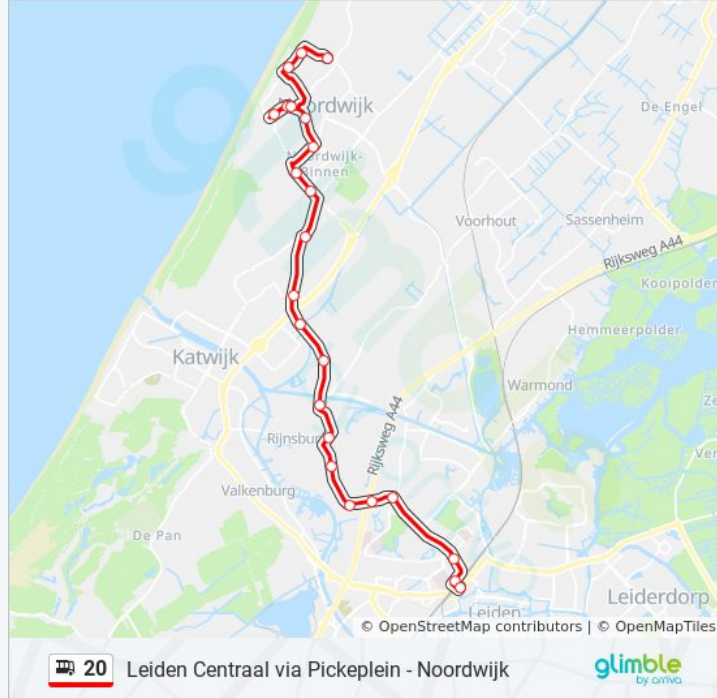 Noordwijk
De Engel
Noordwijk-
Binnen
Voorhout
Sassenheim
Rijksweg A44
Kooipolder
Hemmeerpolder
Katwijk
Warmond
Rijnsbu
Rijksweg A44
Valkenburg
De Pan
Leiderdorp
Leiden
© OpenStreetMap contributors | © OpenMapTiles
20 Leiden Centraal via Pickeplein - Noordwijk
glimble
by arriva